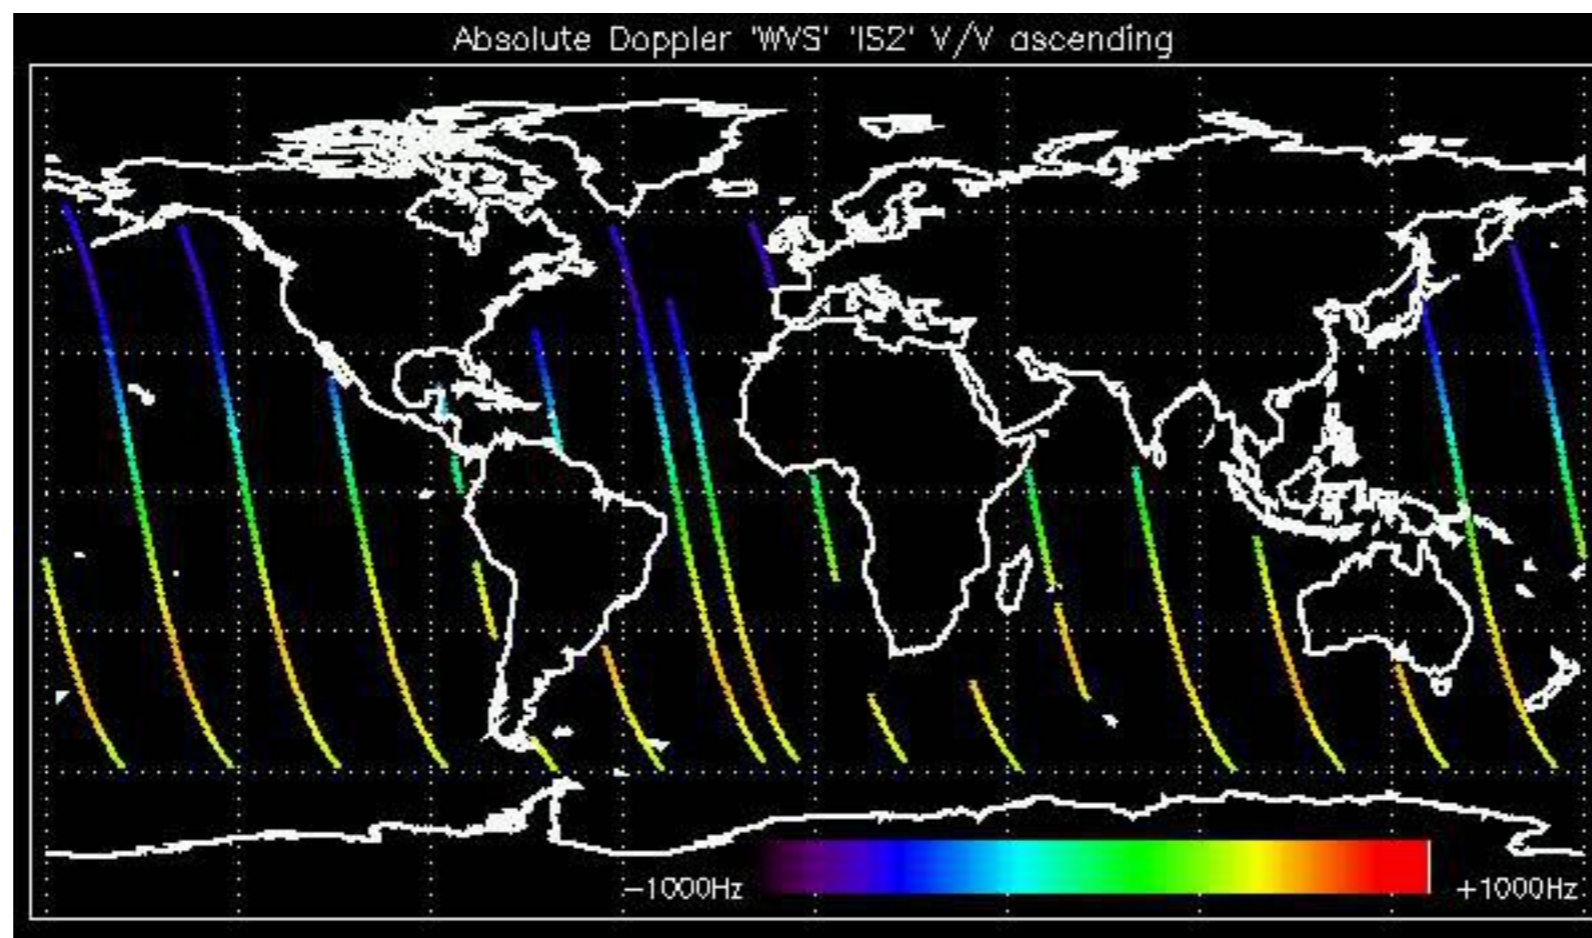 Absolute Doppler 'WVS' 'IS2' V/V ascending
−1000Hz
+1000Hz